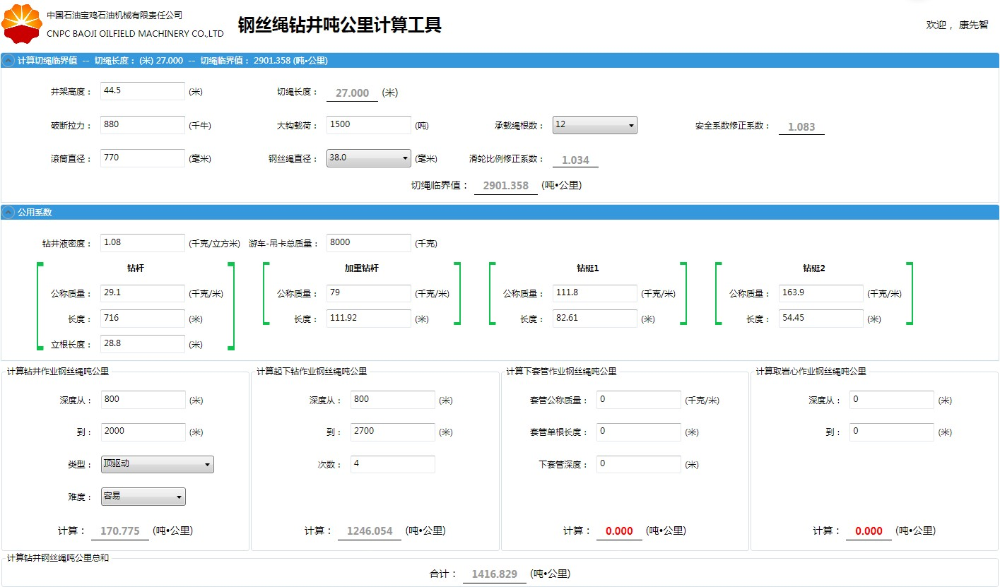 中国石油宝鸡石油机械有限责任公司
CNPC BAOJI OILFIELD MACHINERY CO.,LTD
钢丝绳钻井吨公里计算工具
欢迎 ， 康先智
计算切绳临界值 -- 切绳长度： (米) 27.000 -- 切绳临界值： 2901.358 (吨•公里)
井架高度： 44.5 (米) 切绳长度： 27.000 (米)
破断拉力： 880 (千牛) 大钩载荷： 1500 (吨) 承载绳根数： 12 安全系数修正系数： 1.083
滚筒直径： 770 (毫米) 钢丝绳直径： 38.0 (毫米) 滑轮比例修正系数： 1.034
切绳临界值： 2901.358 (吨•公里)
公用系数
钻井液密度： 1.08 (千克/立方米) 游车-吊卡总质量： 8000 (千克)
钻杆 加重钻杆 钻铤1 钻铤2
公称质量： 29.1 (千克/米) 公称质量： 79 (千克/米) 公称质量： 111.8 (千克/米) 公称质量： 163.9 (千克/米)
长度： 716 (米) 长度： 111.92 (米) 长度： 82.61 (米) 长度： 54.45 (米)
立根长度： 28.8 (米)
计算钻井作业钢丝绳吨公里 计算起下钻作业钢丝绳吨公里 计算下套管作业钢丝绳吨公里 计算取岩心作业钢丝绳吨公里
深度从： 800 (米) 深度从： 800 (米) 套管公称质量： 0 (千克/米) 深度从： 0 (米)
到： 2000 (米) 到： 2700 (米) 套管单根长度： 0 (米) 到： 0 (米)
类型： 顶驱动 次数： 4 下套管深度： 0 (米)
难度： 容易
计算： 170.775 (吨•公里) 计算： 1246.054 (吨•公里) 计算： 0.000 (吨•公里) 计算： 0.000 (吨•公里)
计算钻井钢丝绳吨公里总和
合计： 1416.829 (吨•公里)